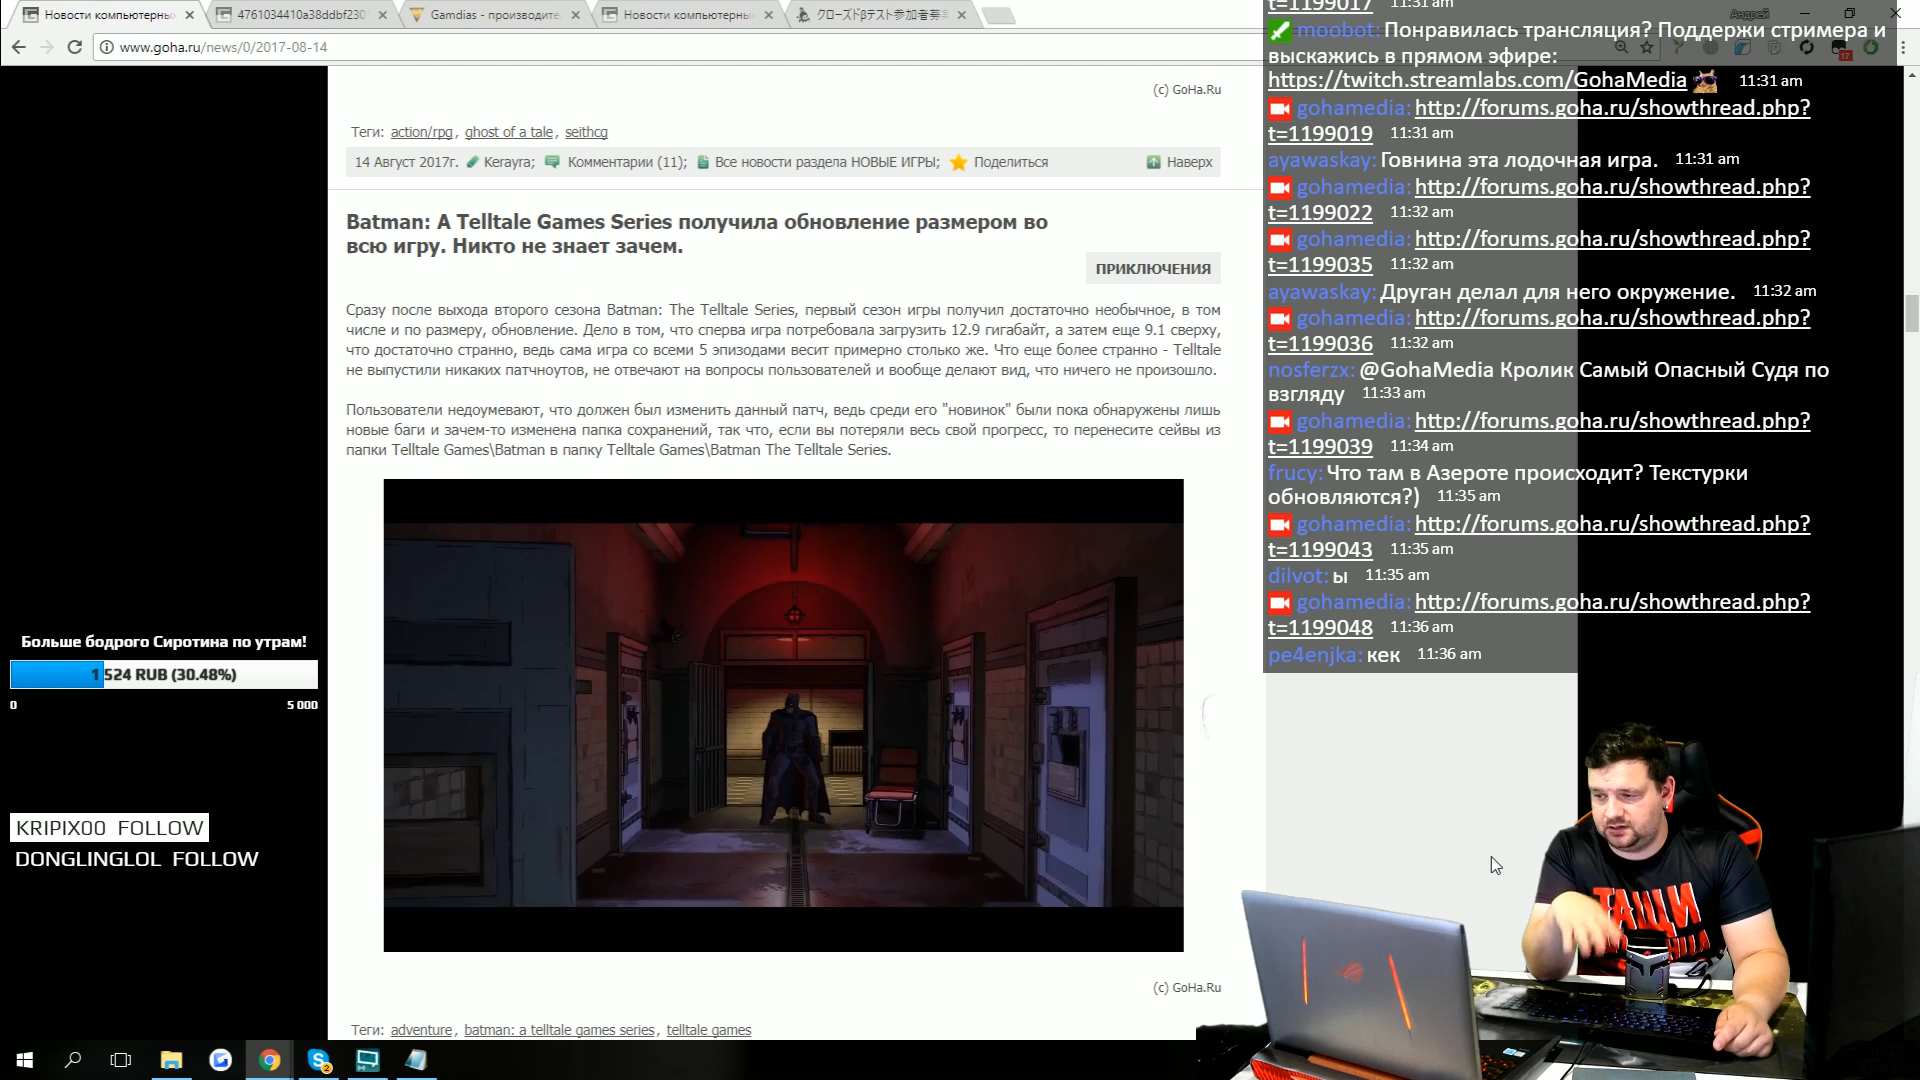 Новости компьютерны
4761034410a38ddbf230
Gamdias - производите
Новости компьютерны
クローズドβテスト参加者募
Андрей
www.goha.ru/news/0/2017-08-14
(c) GoHa.Ru
Теги: action/rpg, ghost of a tale, seithcg
14 Август 2017г. Kerayra; Комментарии (11); Все новости раздела НОВЫЕ ИГРЫ; Поделиться Наверх
Batman: A Telltale Games Series получила обновление размером во
всю игру. Никто не знает зачем.
ПРИКЛЮЧЕНИЯ
Сразу после выхода второго сезона Batman: The Telltale Series, первый сезон игры получил достаточно необычное, в том
числе и по размеру, обновление. Дело в том, что сперва игра потребовала загрузить 12.9 гигабайт, а затем еще 9.1 сверху,
что достаточно странно, ведь сама игра со всеми 5 эпизодами весит примерно столько же. Что еще более странно - Telltale
не выпустили никаких патчноутов, не отвечают на вопросы пользователей и вообще делают вид, что ничего не произошло.
Пользователи недоумевают, что должен был изменить данный патч, ведь среди его "новинок" были пока обнаружены лишь
новые баги и зачем-то изменена папка сохранений, так что, если вы потеряли весь свой прогресс, то перенесите сейвы из
папки Telltale Games\Batman в папку Telltale Games\Batman The Telltale Series.
(c) GoHa.Ru
Теги: adventure, batman: a telltale games series, telltale games
Больше бодрого Сиротина по утрам!
1 524 RUB (30.48%)
0 5 000
KRIPIX00 FOLLOW
DONGLINGLOL FOLLOW
t=1199017 11:31 am
moobot: Понравилась трансляция? Поддержи стримера и
выскажись в прямом эфире:
https://twitch.streamlabs.com/GohaMedia 11:31 am
gohamedia: http://forums.goha.ru/showthread.php?
t=1199019 11:31 am
ayawaskay: Говнина эта лодочная игра. 11:31 am
gohamedia: http://forums.goha.ru/showthread.php?
t=1199022 11:32 am
gohamedia: http://forums.goha.ru/showthread.php?
t=1199035 11:32 am
ayawaskay: Друган делал для него окружение. 11:32 am
gohamedia: http://forums.goha.ru/showthread.php?
t=1199036 11:32 am
nosferzx: @GohaMedia Кролик Самый Опасный Судя по
взгляду 11:33 am
gohamedia: http://forums.goha.ru/showthread.php?
t=1199039 11:34 am
frucy: Что там в Азероте происходит? Текстурки
обновляются?) 11:35 am
gohamedia: http://forums.goha.ru/showthread.php?
t=1199043 11:35 am
dilvot: ы 11:35 am
gohamedia: http://forums.goha.ru/showthread.php?
t=1199048 11:36 am
pe4enjka: кек 11:36 am
17
ТАЩИ
2